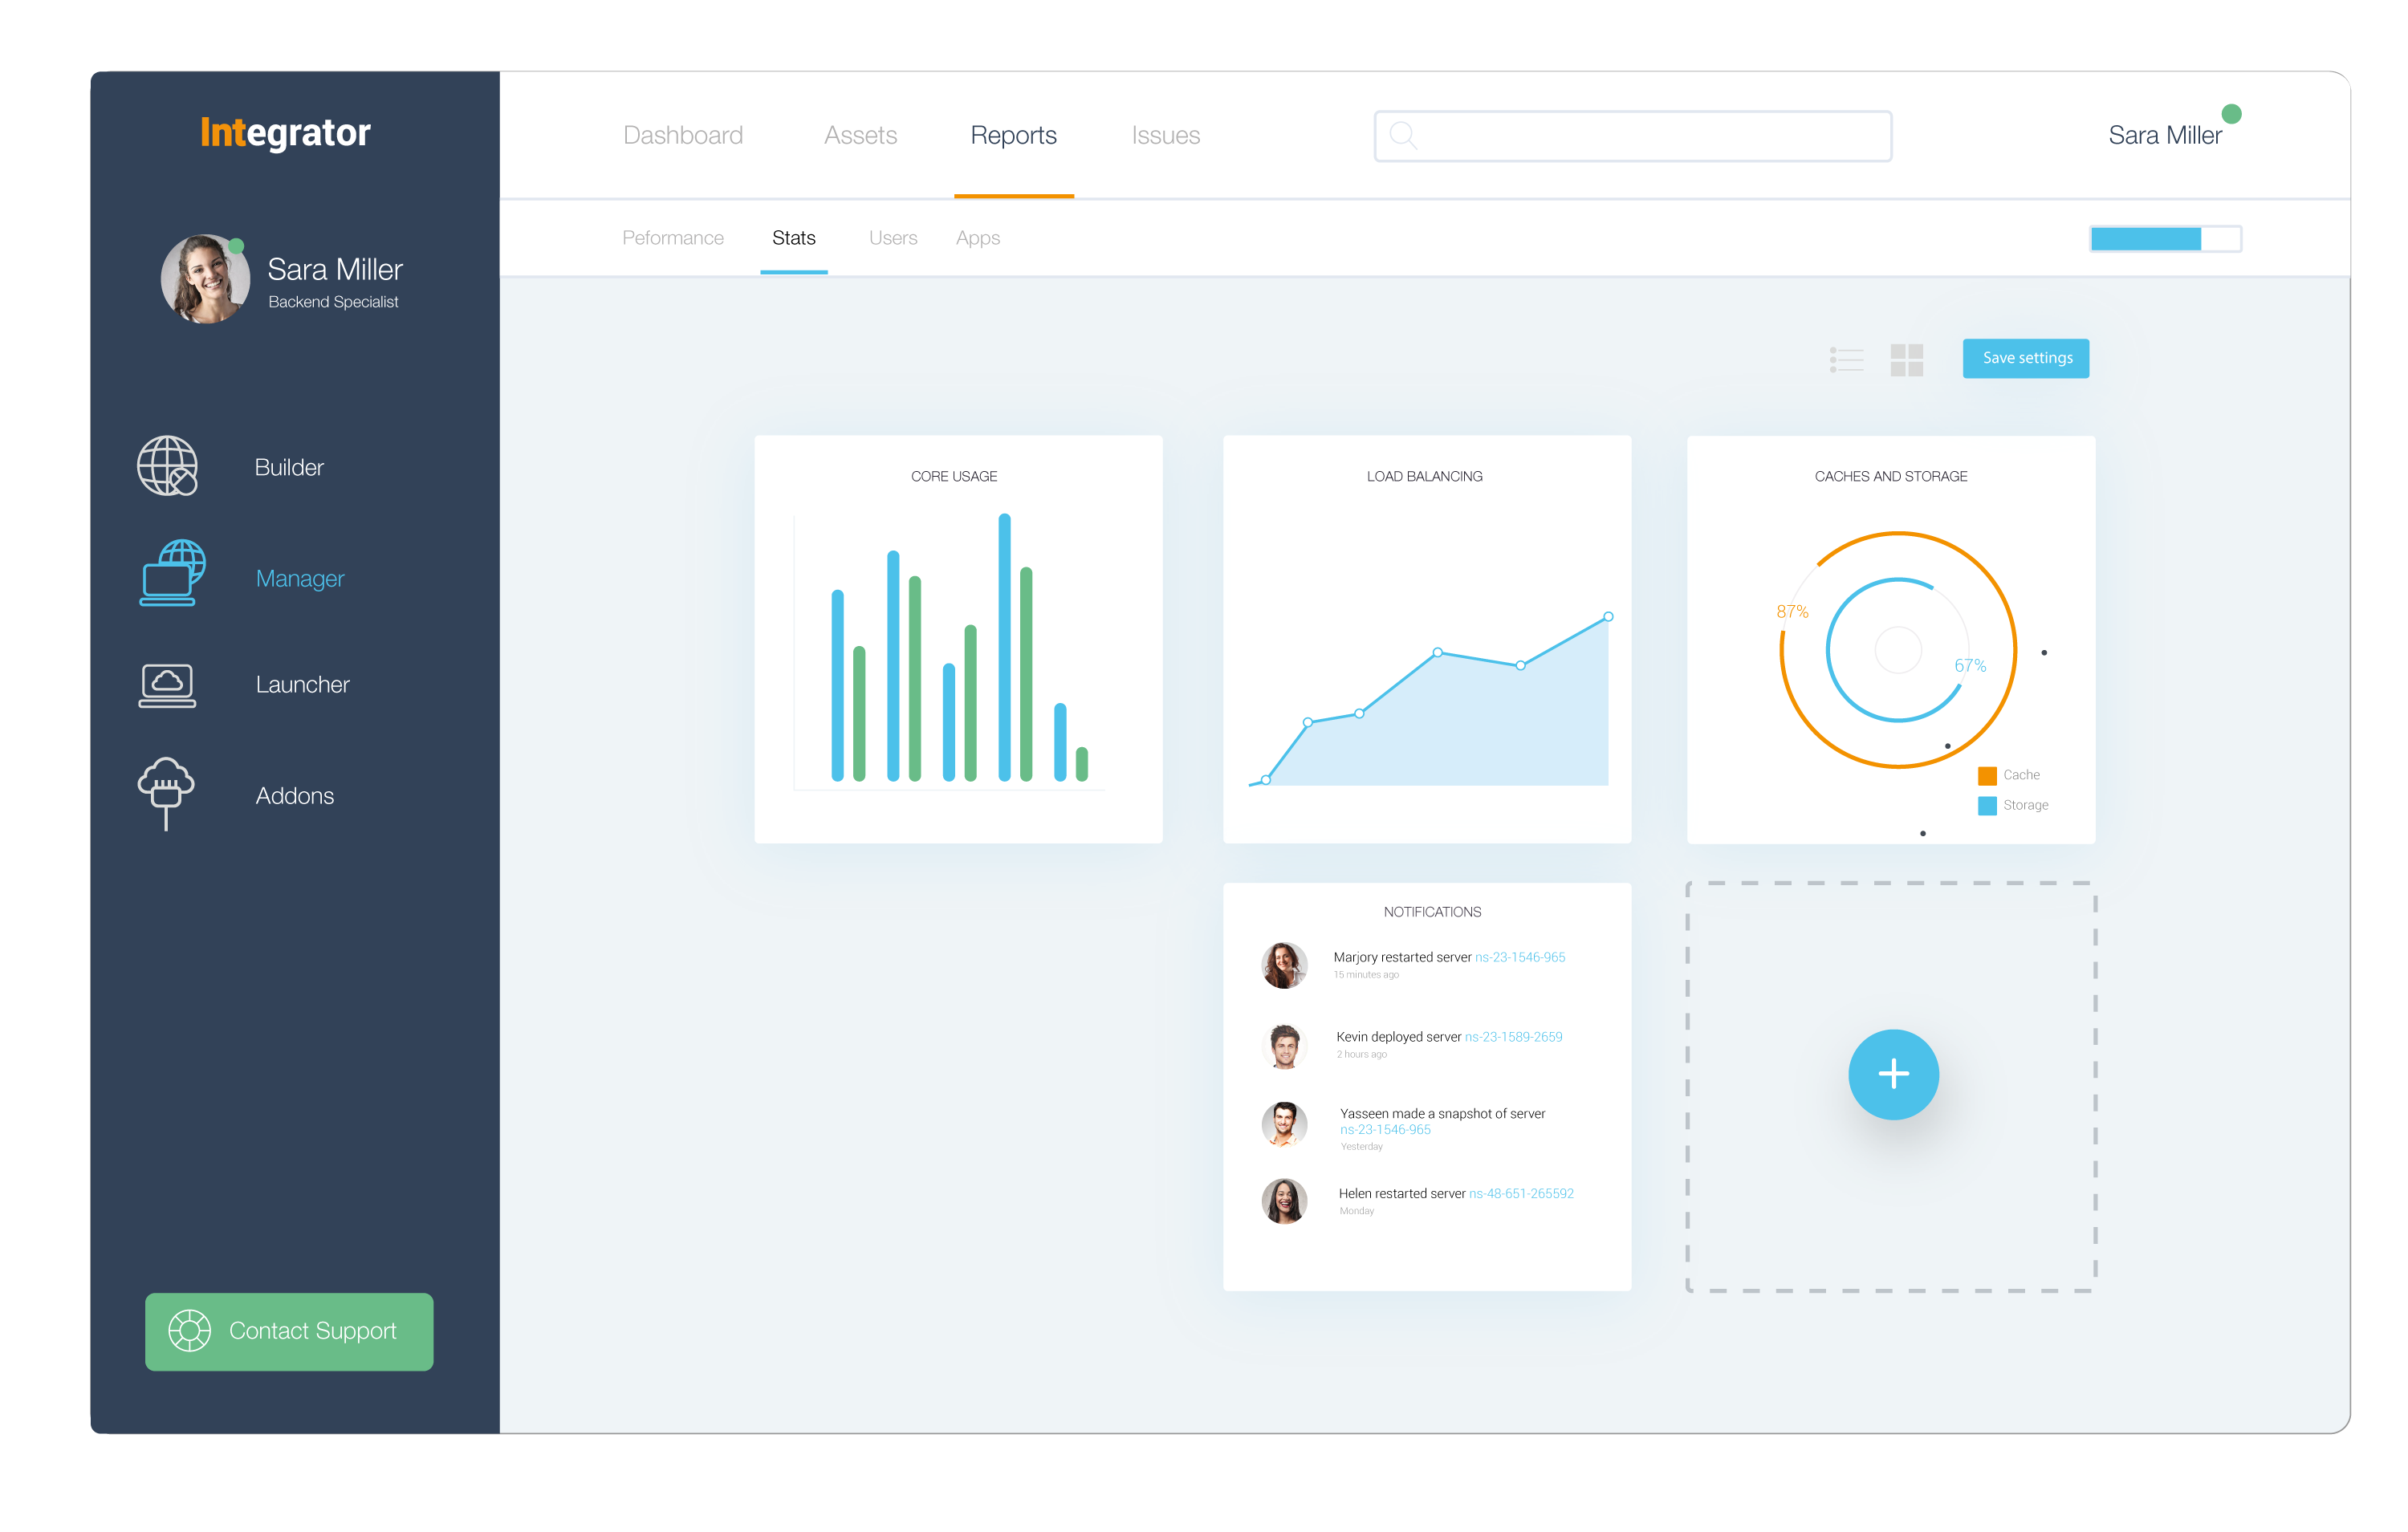 Integrator
Dashboard Assets Reports Issues
Sara Miller
Sara Miller
Backend Specialist
Peformance Stats Users Apps
Save settings
Builder
Manager
Launcher
Addons
Contact Support
CORE USAGE
LOAD BALANCING
CACHES AND STORAGE
87%
67%
Cache
Storage
NOTIFICATIONS
Marjory restarted server ns-23-1546-965
15 minutes ago
Kevin deployed server ns-23-1589-2659
2 hours ago
Yasseen made a snapshot of server
ns-23-1546-965
Yesterday
Helen restarted server ns-48-651-265592
Monday